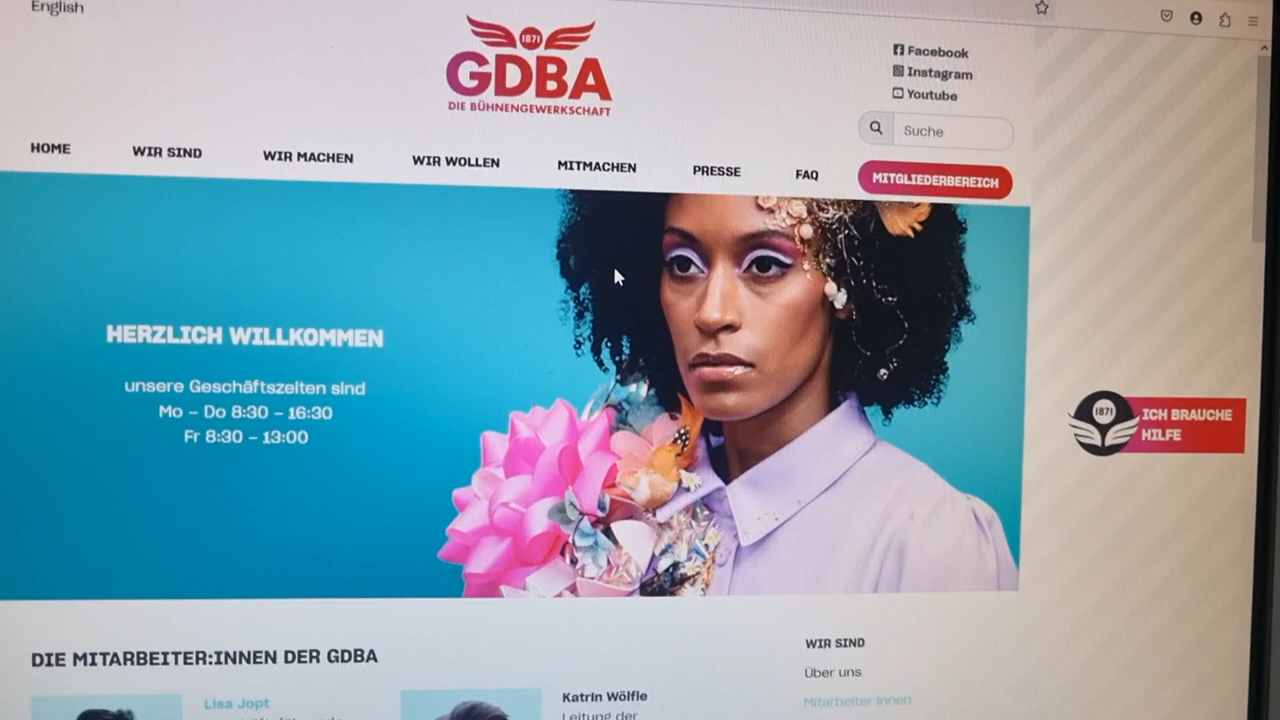 English
1871
GDBA
DIE BÜHNENGEWERKSCHAFT
Facebook
Instagram
Youtube
Suche
HOME
WIR SIND
WIR MACHEN
WIR WOLLEN
MITMACHEN
PRESSE
FAQ
MITGLIEDERBEREICH
HERZLICH WILLKOMMEN
unsere Geschäftszeiten sind
Mo – Do 8:30 – 16:30
Fr 8:30 – 13:00
1871
ICH BRAUCHE
HILFE
DIE MITARBEITER:INNEN DER GDBA
Lisa Jopt
Katrin Wölfle
Leitung der
WIR SIND
Über uns
Mitarbeiter:innen